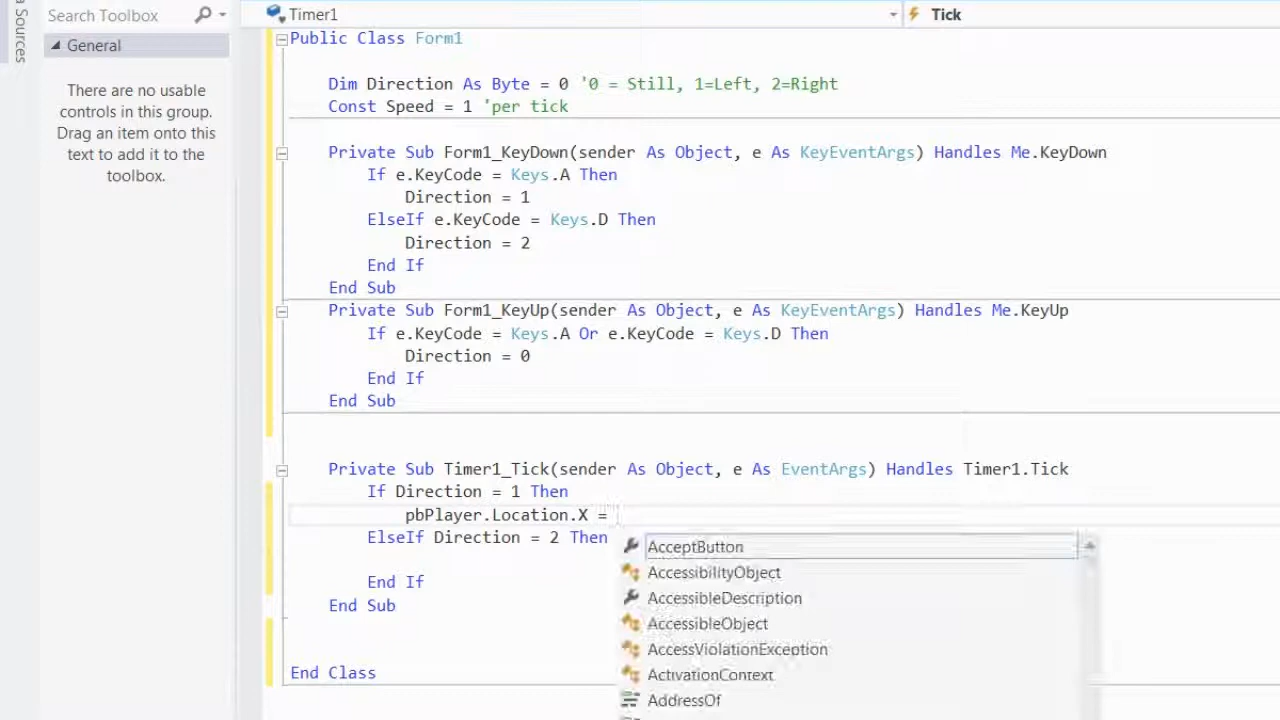 a Sources
Search Toolbox
General
There are no usable
controls in this group.
Drag an item onto this
text to add it to the
toolbox.
Timer1
Tick
Public Class Form1
Dim Direction As Byte = 0 '0 = Still, 1=Left, 2=Right
Const Speed = 1 'per tick
Private Sub Form1_KeyDown(sender As Object, e As KeyEventArgs) Handles Me.KeyDown
If e.KeyCode = Keys.A Then
Direction = 1
ElseIf e.KeyCode = Keys.D Then
Direction = 2
End If
End Sub
Private Sub Form1_KeyUp(sender As Object, e As KeyEventArgs) Handles Me.KeyUp
If e.KeyCode = Keys.A Or e.KeyCode = Keys.D Then
Direction = 0
End If
End Sub
Private Sub Timer1_Tick(sender As Object, e As EventArgs) Handles Timer1.Tick
If Direction = 1 Then
pbPlayer.Location.X =
ElseIf Direction = 2 Then
End If
End Sub
End Class
AcceptButton
AccessibilityObject
AccessibleDescription
AccessibleObject
AccessViolationException
ActivationContext
AddressOf